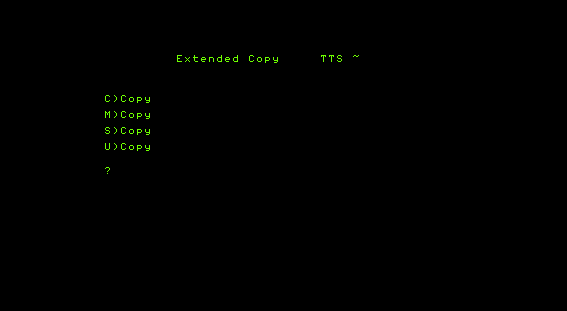 Extended Copy TTS ~
C)Copy
M)Copy
S)Copy
U)Copy
?